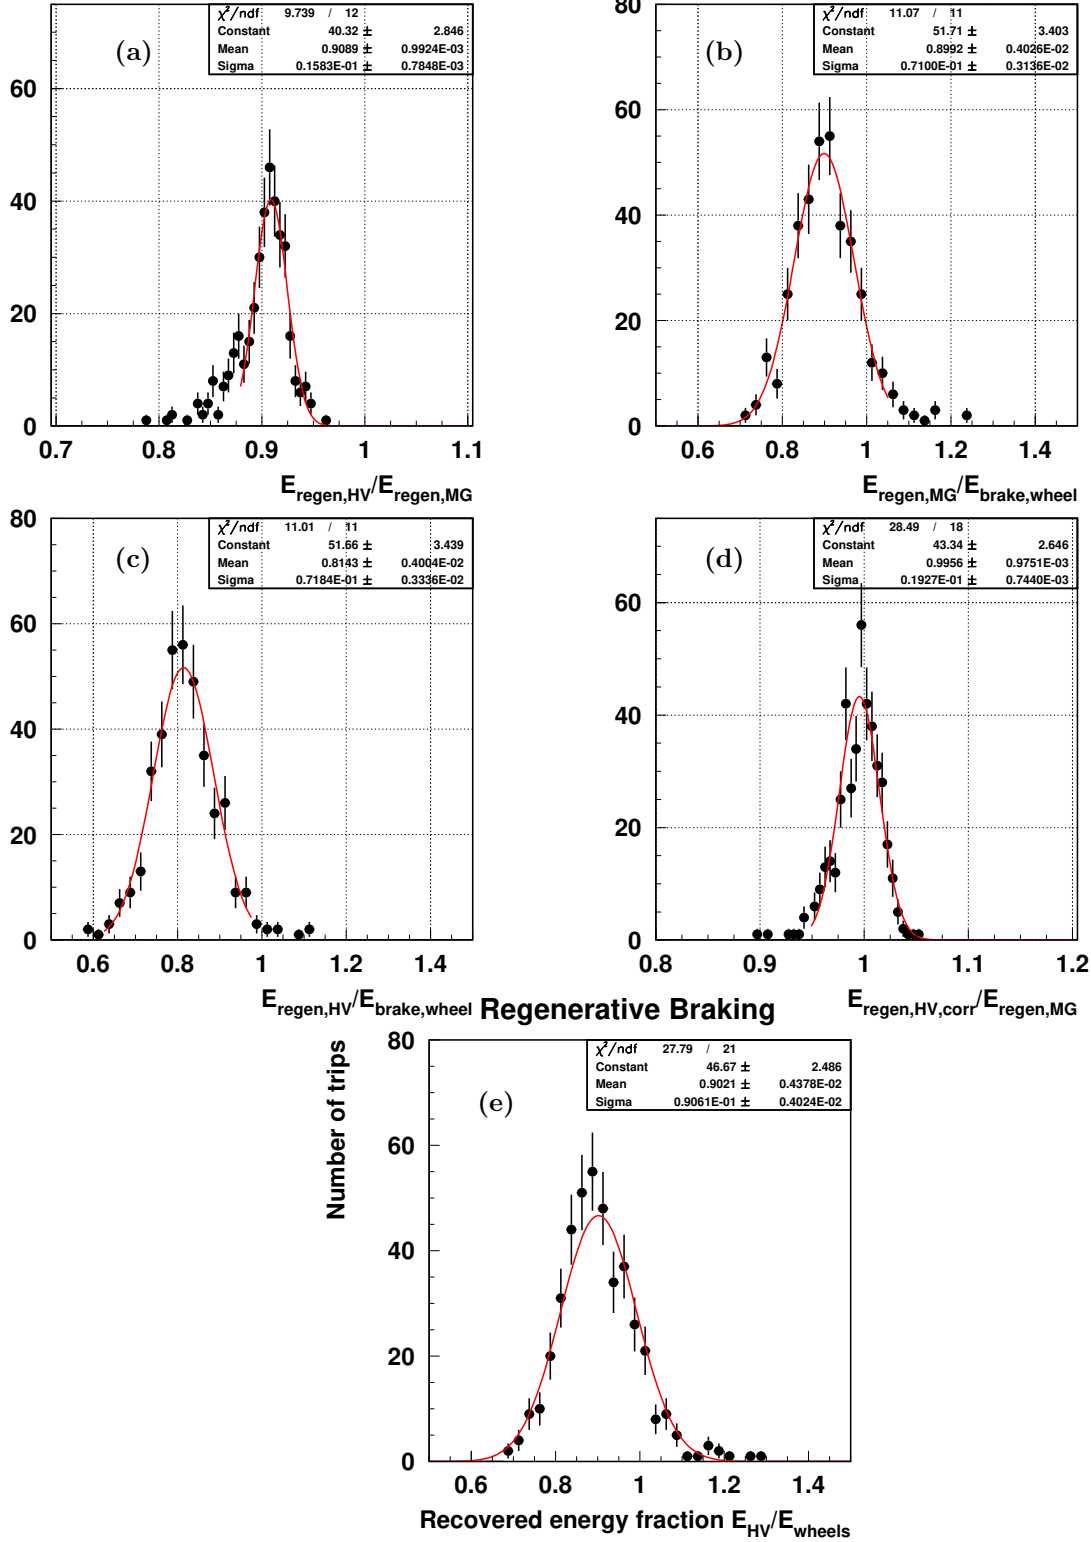 (a)
χ²/ndf 9.739 / 12
Constant 40.32 ± 2.846
Mean 0.9089 ± 0.9924E-03
Sigma 0.1583E-01 ± 0.7848E-03
60
40
20
0
0.7 0.8 0.9 1 1.1
E_regen,HV/E_regen,MG
(b)
χ²/ndf 11.07 / 11
Constant 51.71 ± 3.403
Mean 0.8992 ± 0.4026E-02
Sigma 0.7100E-01 ± 0.3136E-02
80
60
40
20
0
0.6 0.8 1 1.2 1.4
E_regen,MG/E_brake,wheel
(c)
χ²/ndf 11.01 / 11
Constant 51.66 ± 3.439
Mean 0.8143 ± 0.4004E-02
Sigma 0.7184E-01 ± 0.3336E-02
80
60
40
20
0
0.6 0.8 1 1.2 1.4
E_regen,HV/E_brake,wheel
(d)
χ²/ndf 28.49 / 18
Constant 43.34 ± 2.646
Mean 0.9956 ± 0.9751E-03
Sigma 0.1927E-01 ± 0.7440E-03
60
40
20
0
0.8 0.9 1 1.1 1.2
E_regen,HV,corr/E_regen,MG
Regenerative Braking
(e)
χ²/ndf 27.79 / 21
Constant 46.67 ± 2.486
Mean 0.9021 ± 0.4378E-02
Sigma 0.9061E-01 ± 0.4024E-02
Number of trips
80
60
40
20
0
0.6 0.8 1 1.2 1.4
Recovered energy fraction E_HV/E_wheels